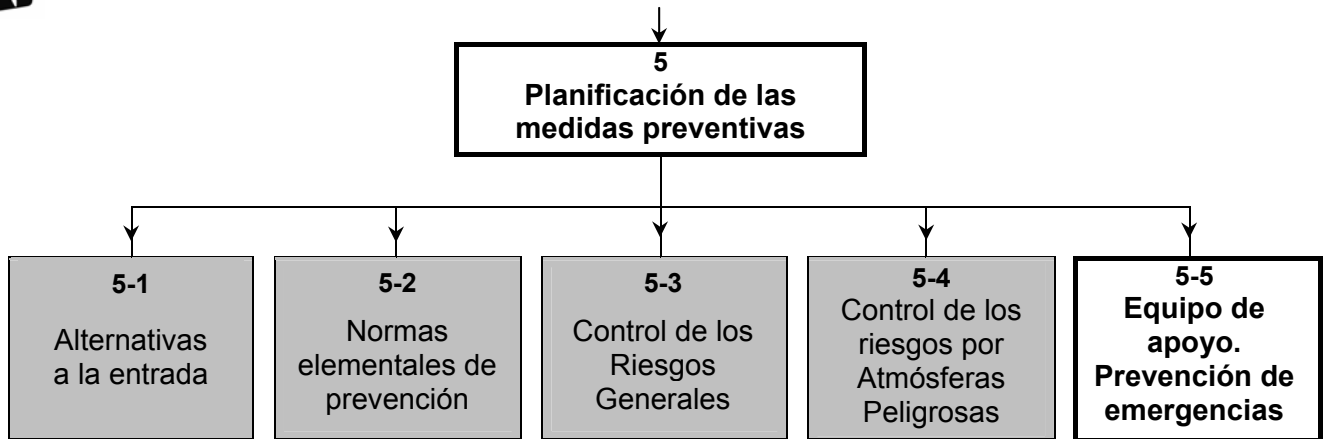 5
Planificación de las
medidas preventivas
5-1
Alternativas
a la entrada
5-2
Normas
elementales de
prevención
5-3
Control de los
Riesgos
Generales
5-4
Control de los
riesgos por
Atmósferas
Peligrosas
5-5
Equipo de
apoyo.
Prevención de
emergencias